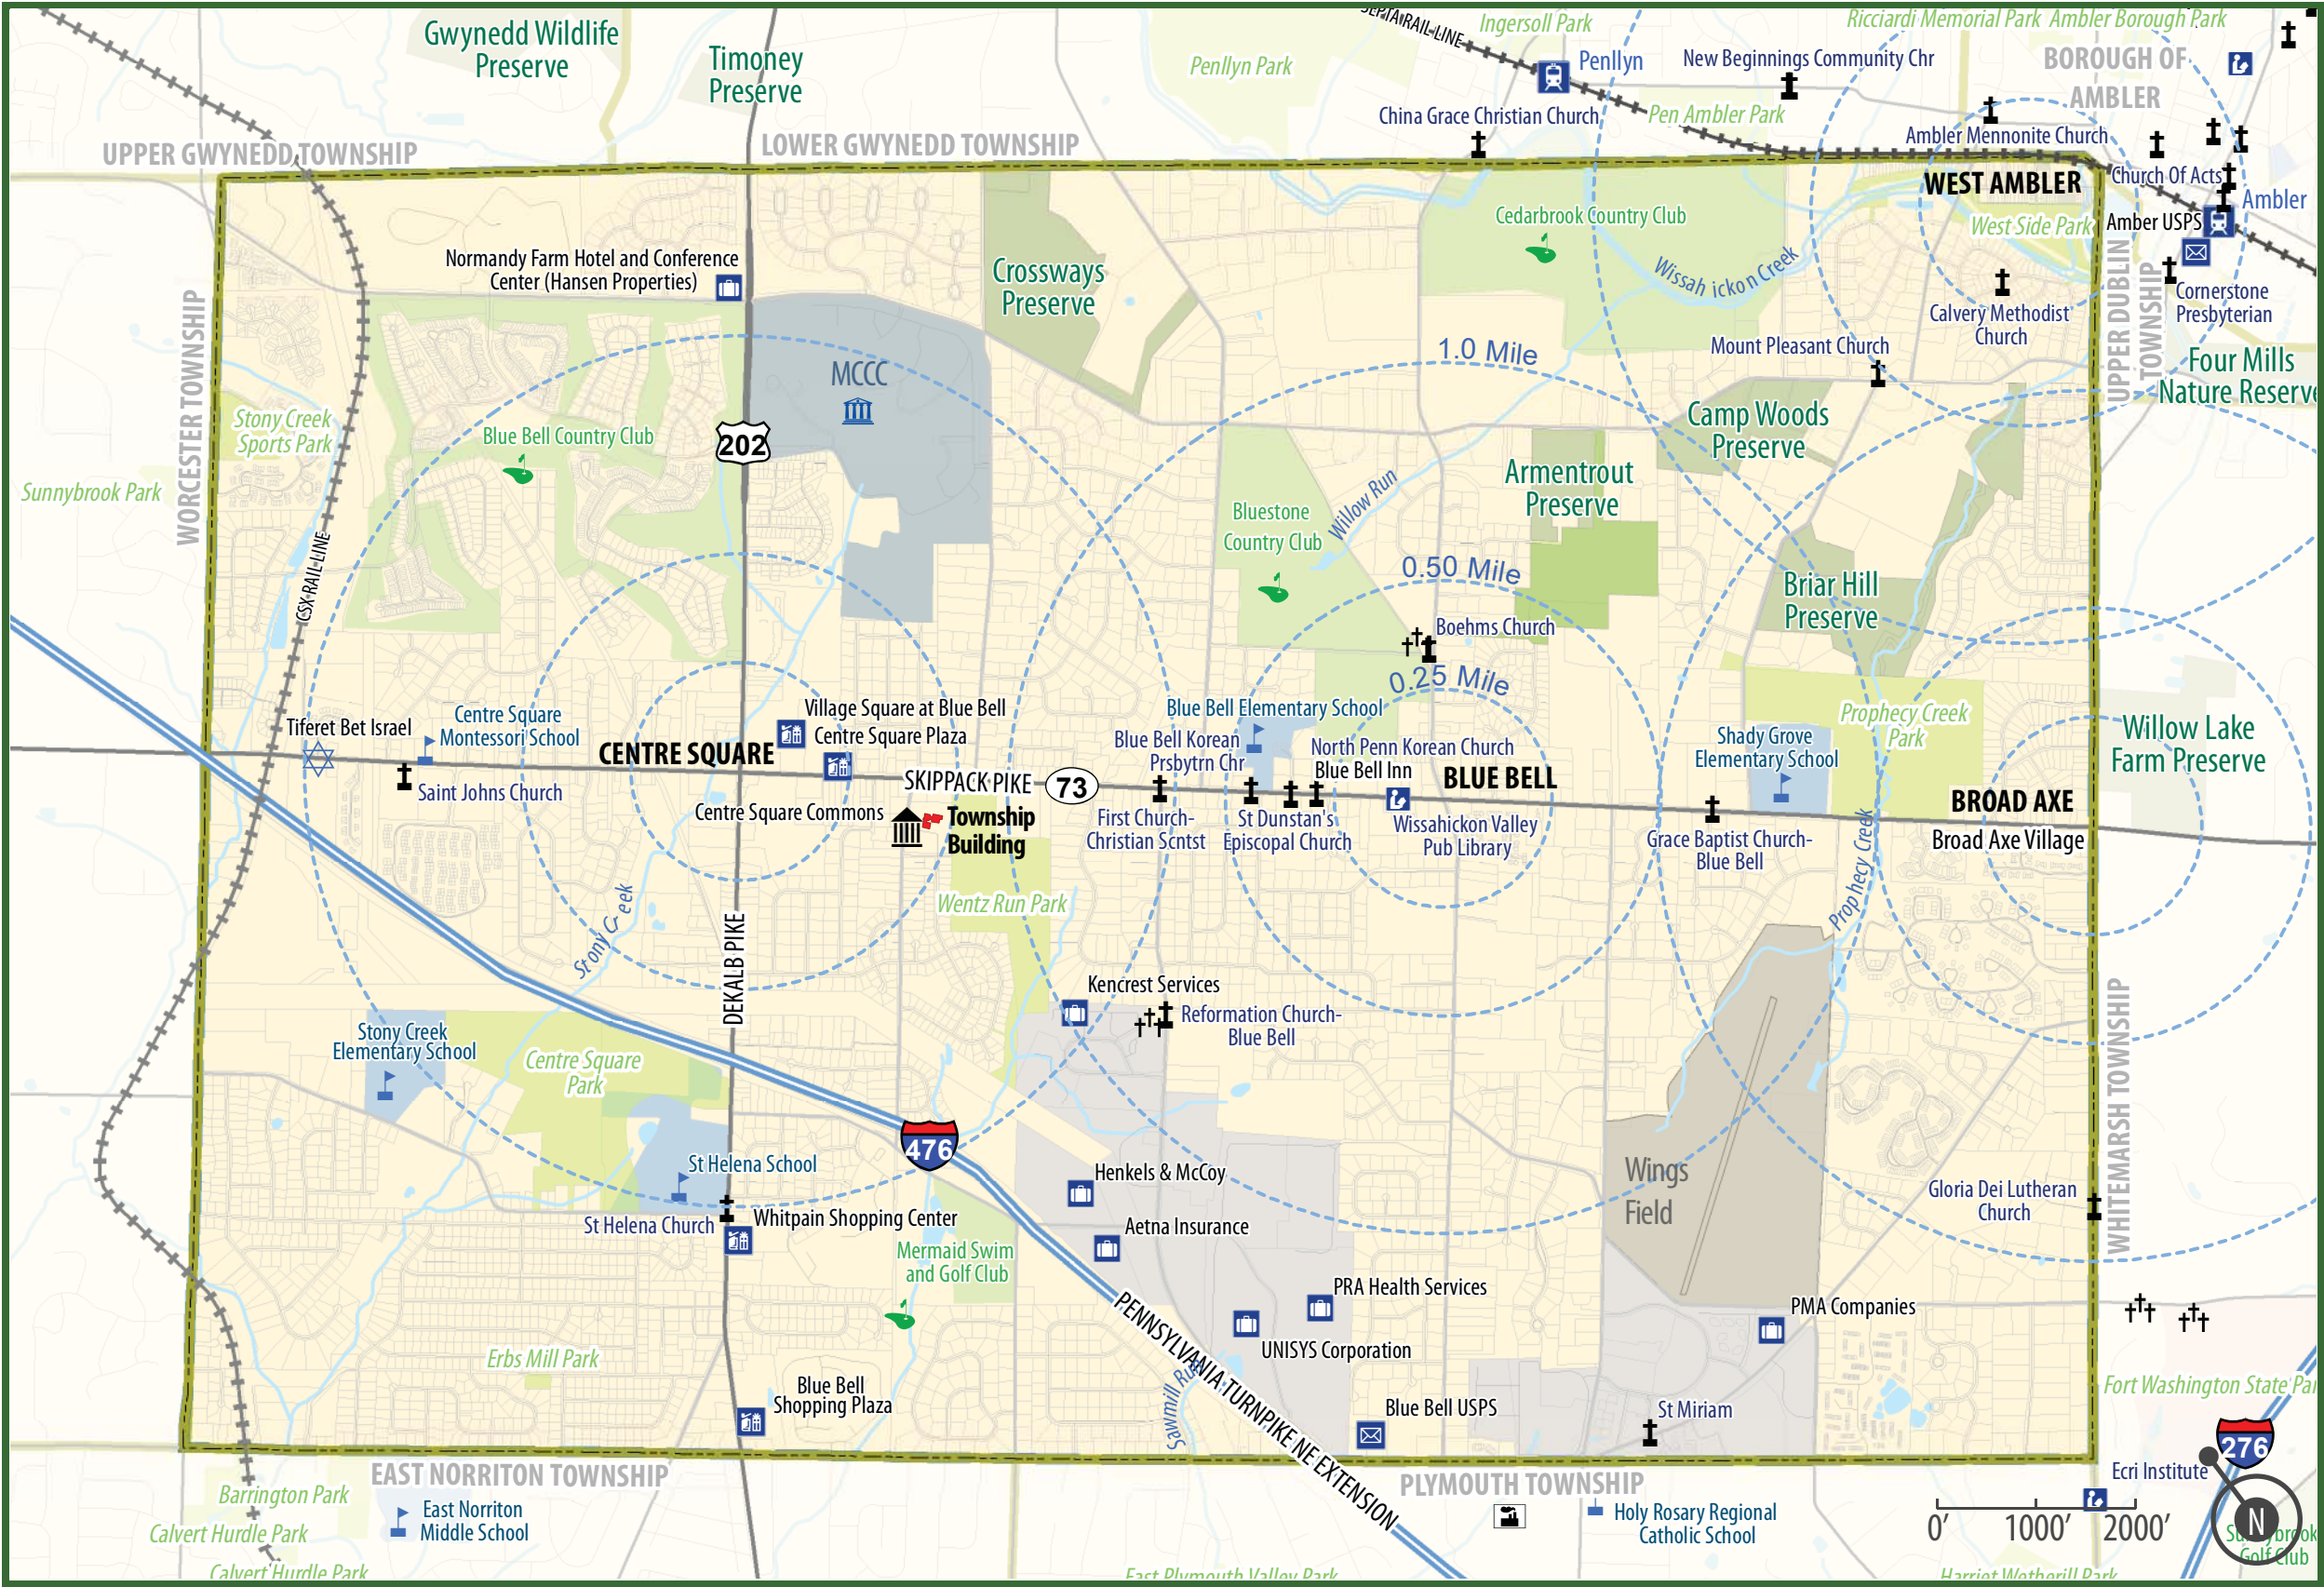 SEPTA RAIL LINE
Ingersoll Park
Ricciardi Memorial Park
Ambler Borough Park
Gwynedd Wildlife
Preserve
Timoney
Preserve
Penllyn Park
Penllyn
New Beginnings Community Chr
BOROUGH OF
AMBLER
China Grace Christian Church
Pen Ambler Park
Ambler Mennonite Church
UPPER GWYNEDD TOWNSHIP
LOWER GWYNEDD TOWNSHIP
WEST AMBLER
Church Of Acts
Ambler
Amber USPS
West Side Park
Cedarbrook Country Club
Wissahickon Creek
UPPER DUBLIN
TOWNSHIP
Cornerstone
Presbyterian
Calvery Methodist
Church
Normandy Farm Hotel and Conference
Center (Hansen Properties)
Crossways
Preserve
WORCESTER TOWNSHIP
MCCC
1.0 Mile
Mount Pleasant Church
Four Mills
Nature Reserve
Stony Creek
Sports Park
Blue Bell Country Club
202
Camp Woods
Preserve
Sunnybrook Park
Armentrout
Preserve
Bluestone
Country Club
Willow Run
CSX RAIL LINE
0.50 Mile
Briar Hill
Preserve
Boehms Church
0.25 Mile
Tiferet Bet Israel
Centre Square
Montessori School
Village Square at Blue Bell
Centre Square Plaza
CENTRE SQUARE
Blue Bell Elementary School
Blue Bell Korean
Prsbytrn Chr
North Penn Korean Church
Blue Bell Inn
BLUE BELL
Shady Grove
Elementary School
Prophecy Creek
Park
Willow Lake
Farm Preserve
Saint Johns Church
SKIPPACK PIKE
73
BROAD AXE
Broad Axe Village
Centre Square Commons
Township
Building
First Church-
Christian Scntst
St Dunstan's
Episcopal Church
Wissahickon Valley
Pub Library
Grace Baptist Church-
Blue Bell
Prophecy Creek
Wentz Run Park
Stony Creek
DEKALB PIKE
Kencrest Services
Reformation Church-
Blue Bell
WHITEMARSH TOWNSHIP
Stony Creek
Elementary School
Centre Square
Park
476
St Helena School
Henkels & McCoy
Wings
Field
Gloria Dei Lutheran
Church
St Helena Church
Whitpain Shopping Center
Aetna Insurance
Mermaid Swim
and Golf Club
PRA Health Services
PMA Companies
PENNSYLVANIA TURNPIKE NE EXTENSION
UNISYS Corporation
Erbs Mill Park
Blue Bell
Shopping Plaza
Sawmill Run
Blue Bell USPS
St Miriam
Fort Washington State Par
276
EAST NORRITON TOWNSHIP
PLYMOUTH TOWNSHIP
Ecri Institute
Barrington Park
East Norriton
Middle School
Holy Rosary Regional
Catholic School
Calvert Hurdle Park
0' 1000' 2000'
N
Golf Club
Calvert Hurdle Park
East Plymouth Valley Park
Harriet Wetherill Park